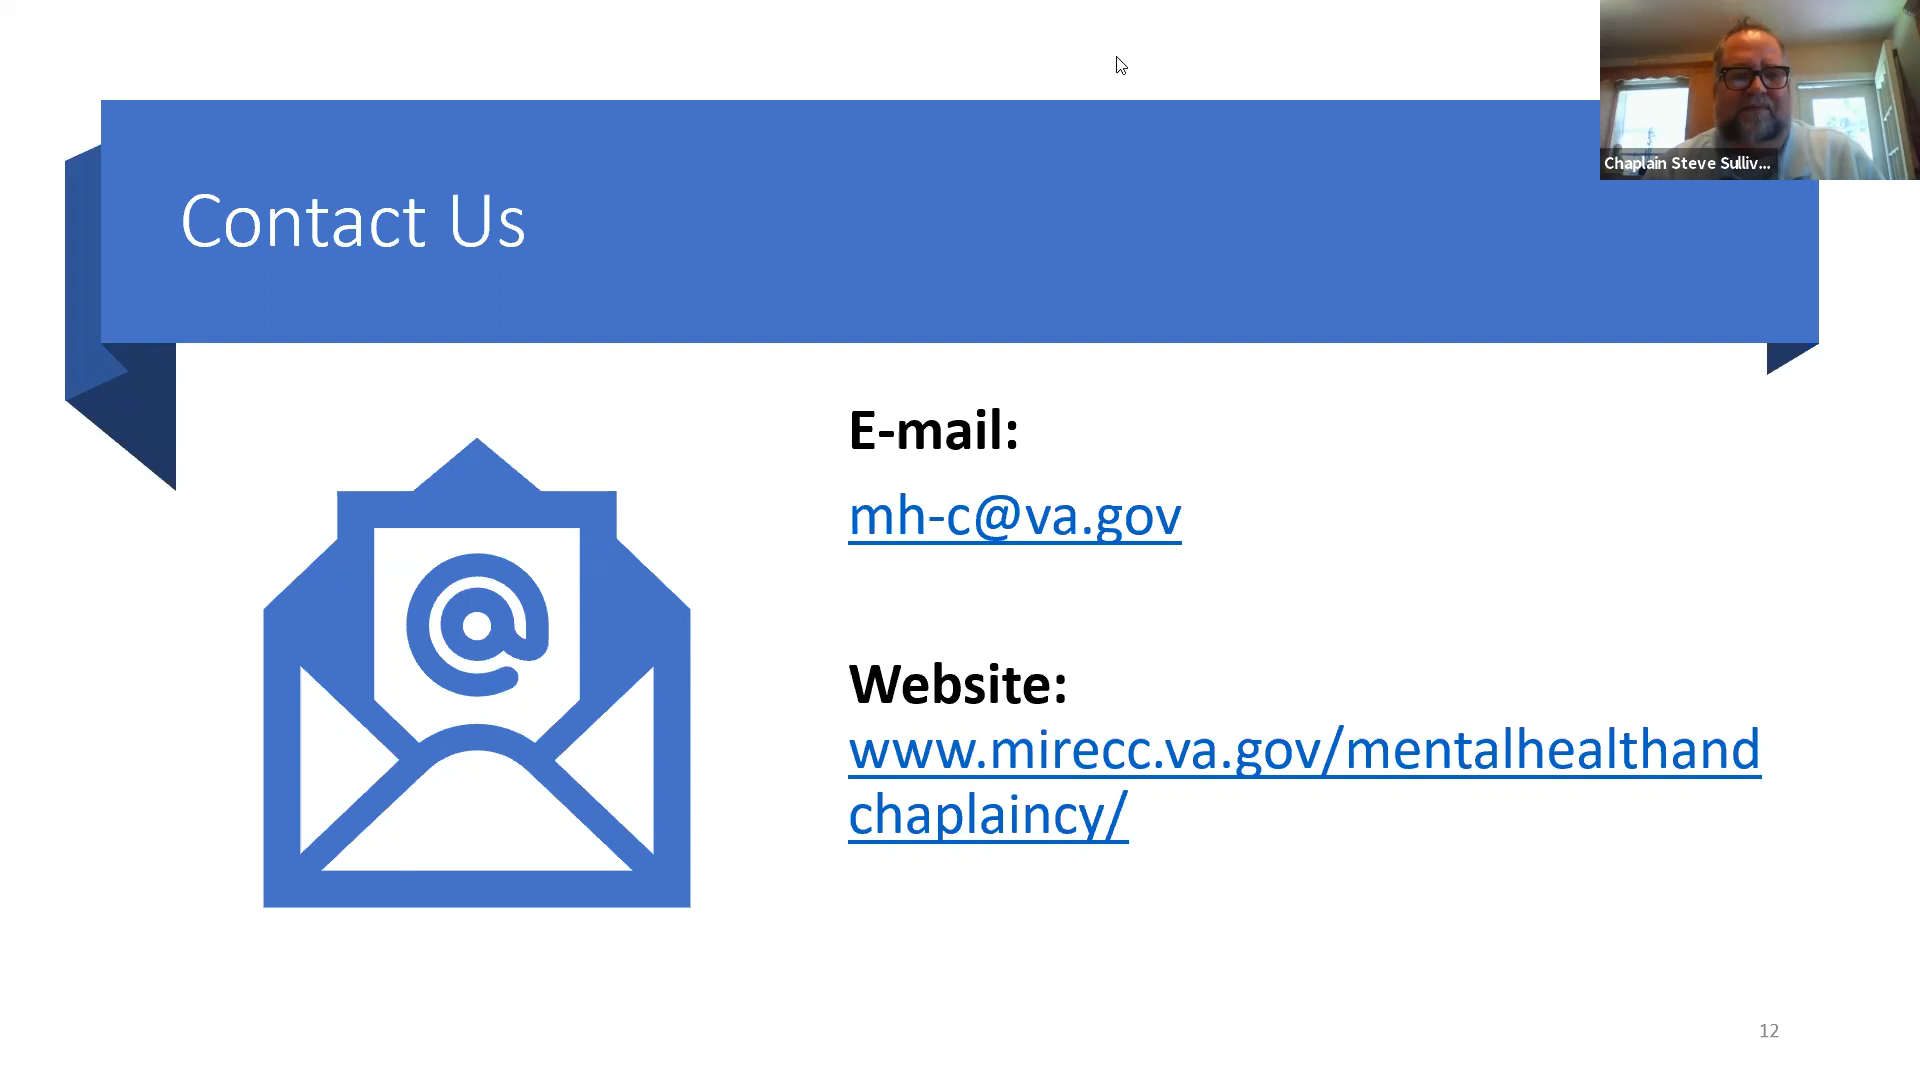 Chaplain Steve Sulliv...
Contact Us
E-mail:
mh-c@va.gov
Website:
www.mirecc.va.gov/mentalhealthand
chaplaincy/
12